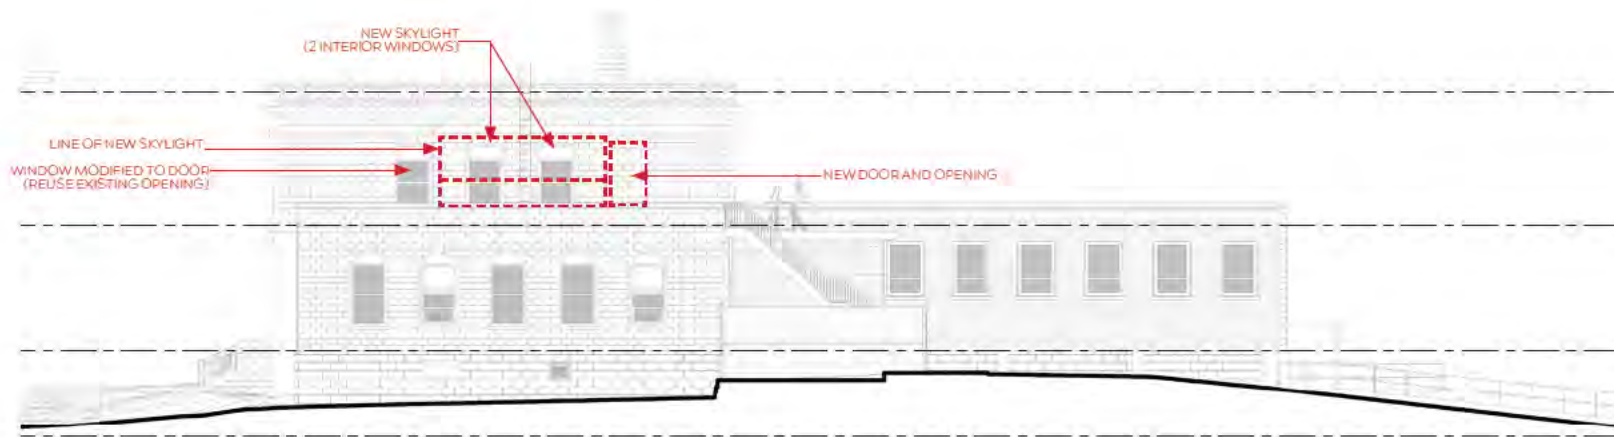 NEW SKYLIGHT
(2 INTERIOR WINDOWS)
LINE OF NEW SKYLIGHT
WINDOW MODIFIED TO DOOR
(REUSE EXISTING OPENING)
NEW DOOR AND OPENING